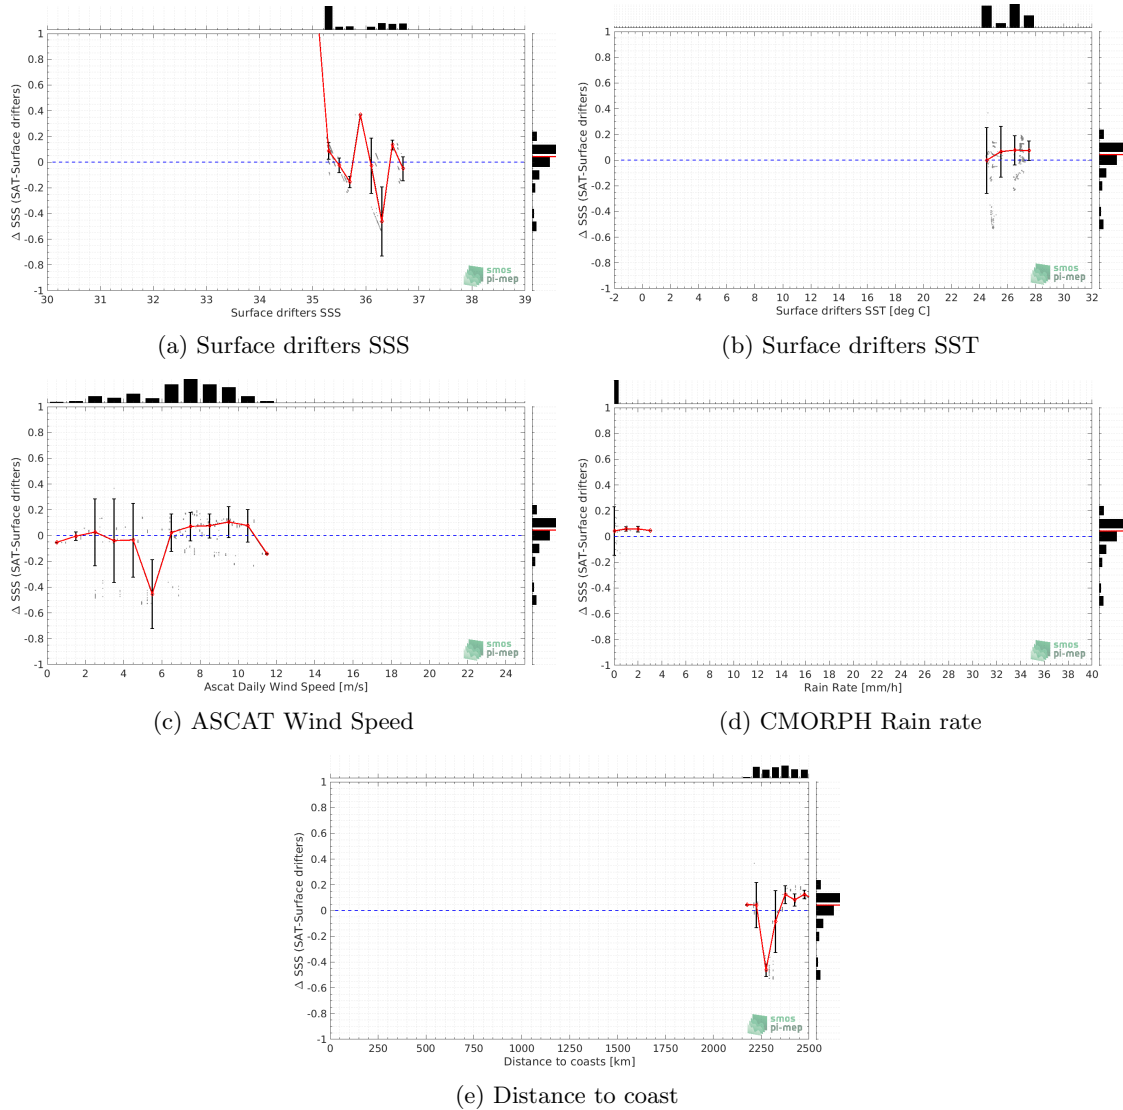 1
0.8
0.6
0.4
0.2
0
-0.2
-0.4
-0.6
-0.8
-1
Δ SSS (SAT-Surface drifters)
30 31 32 33 34 35 36 37 38 39
Surface drifters SSS
smos
pi-mep
(a) Surface drifters SSS
1
0.8
0.6
0.4
0.2
0
-0.2
-0.4
-0.6
-0.8
-1
Δ SSS (SAT-Surface drifters)
-2 0 2 4 6 8 10 12 14 16 18 20 22 24 26 28 30 32
Surface drifters SST [deg C]
smos
pi-mep
(b) Surface drifters SST
1
0.8
0.6
0.4
0.2
0
-0.2
-0.4
-0.6
-0.8
-1
Δ SSS (SAT-Surface drifters)
0 2 4 6 8 10 12 14 16 18 20 22 24
Ascat Daily Wind Speed [m/s]
smos
pi-mep
(c) ASCAT Wind Speed
1
0.8
0.6
0.4
0.2
0
-0.2
-0.4
-0.6
-0.8
-1
Δ SSS (SAT-Surface drifters)
0 2 4 6 8 10 12 14 16 18 20 22 24 26 28 30 32 34 36 38 40
Rain Rate [mm/h]
smos
pi-mep
(d) CMORPH Rain rate
1
0.8
0.6
0.4
0.2
0
-0.2
-0.4
-0.6
-0.8
-1
Δ SSS (SAT-Surface drifters)
0 250 500 750 1000 1250 1500 1750 2000 2250 2500
Distance to coasts [km]
smos
pi-mep
(e) Distance to coast